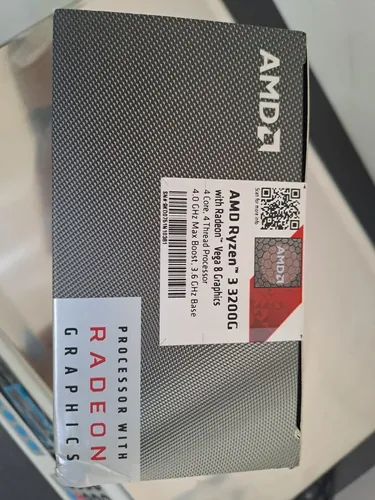 AMD
Scan for more info
AMD
AMD Ryzen™ 3 3200G
with Radeon™ Vega 8 Graphics
4 Core, 4 Thread Processor
4.0 GHz Max Boost, 3.6 GHz Base
PROCESSOR WITH
RADEON
GRAPHICS